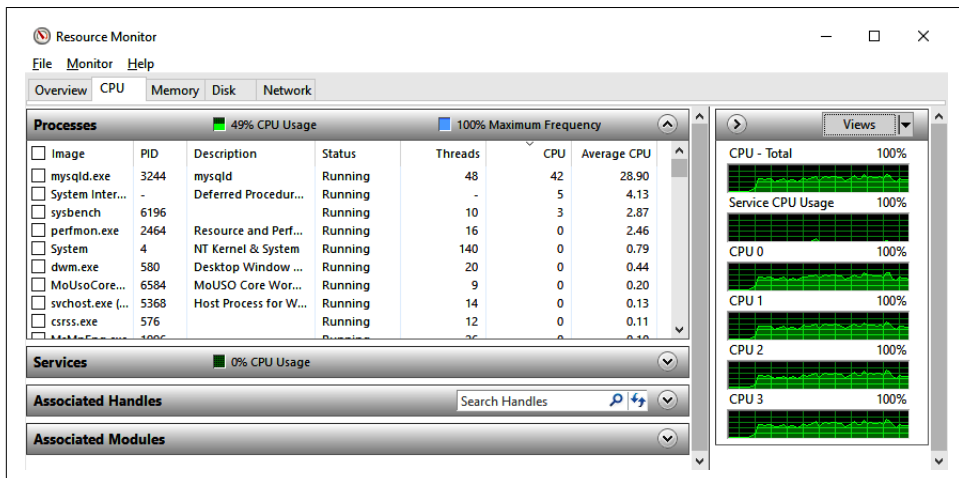 Resource Monitor
File Monitor Help
Overview CPU Memory Disk Network
Processes 49% CPU Usage 100% Maximum Frequency
Image PID Description Status Threads CPU Average CPU
mysqld.exe 3244 mysqld Running 48 42 28.90
System Inter... - Deferred Procedur... Running - 5 4.13
sysbench 6196 Running 10 3 2.87
perfmon.exe 2464 Resource and Perf... Running 16 0 2.46
System 4 NT Kernel & System Running 140 0 0.79
dwm.exe 580 Desktop Window ... Running 20 0 0.44
MoUsoCore... 6584 MoUSO Core Wor... Running 9 0 0.20
svchost.exe (... 5368 Host Process for W... Running 14 0 0.13
csrss.exe 576 Running 12 0 0.11
Services 0% CPU Usage
Associated Handles Search Handles
Associated Modules
Views
CPU - Total 100%
Service CPU Usage 100%
CPU 0 100%
CPU 1 100%
CPU 2 100%
CPU 3 100%